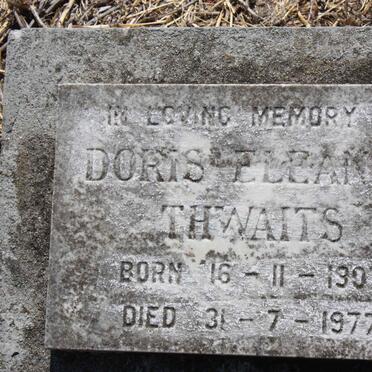 IN LOVING MEMORY
DORIS ELEAN
THWAITS
BORN 16 - 11 - 190
DIED 31 - 7 - 1977